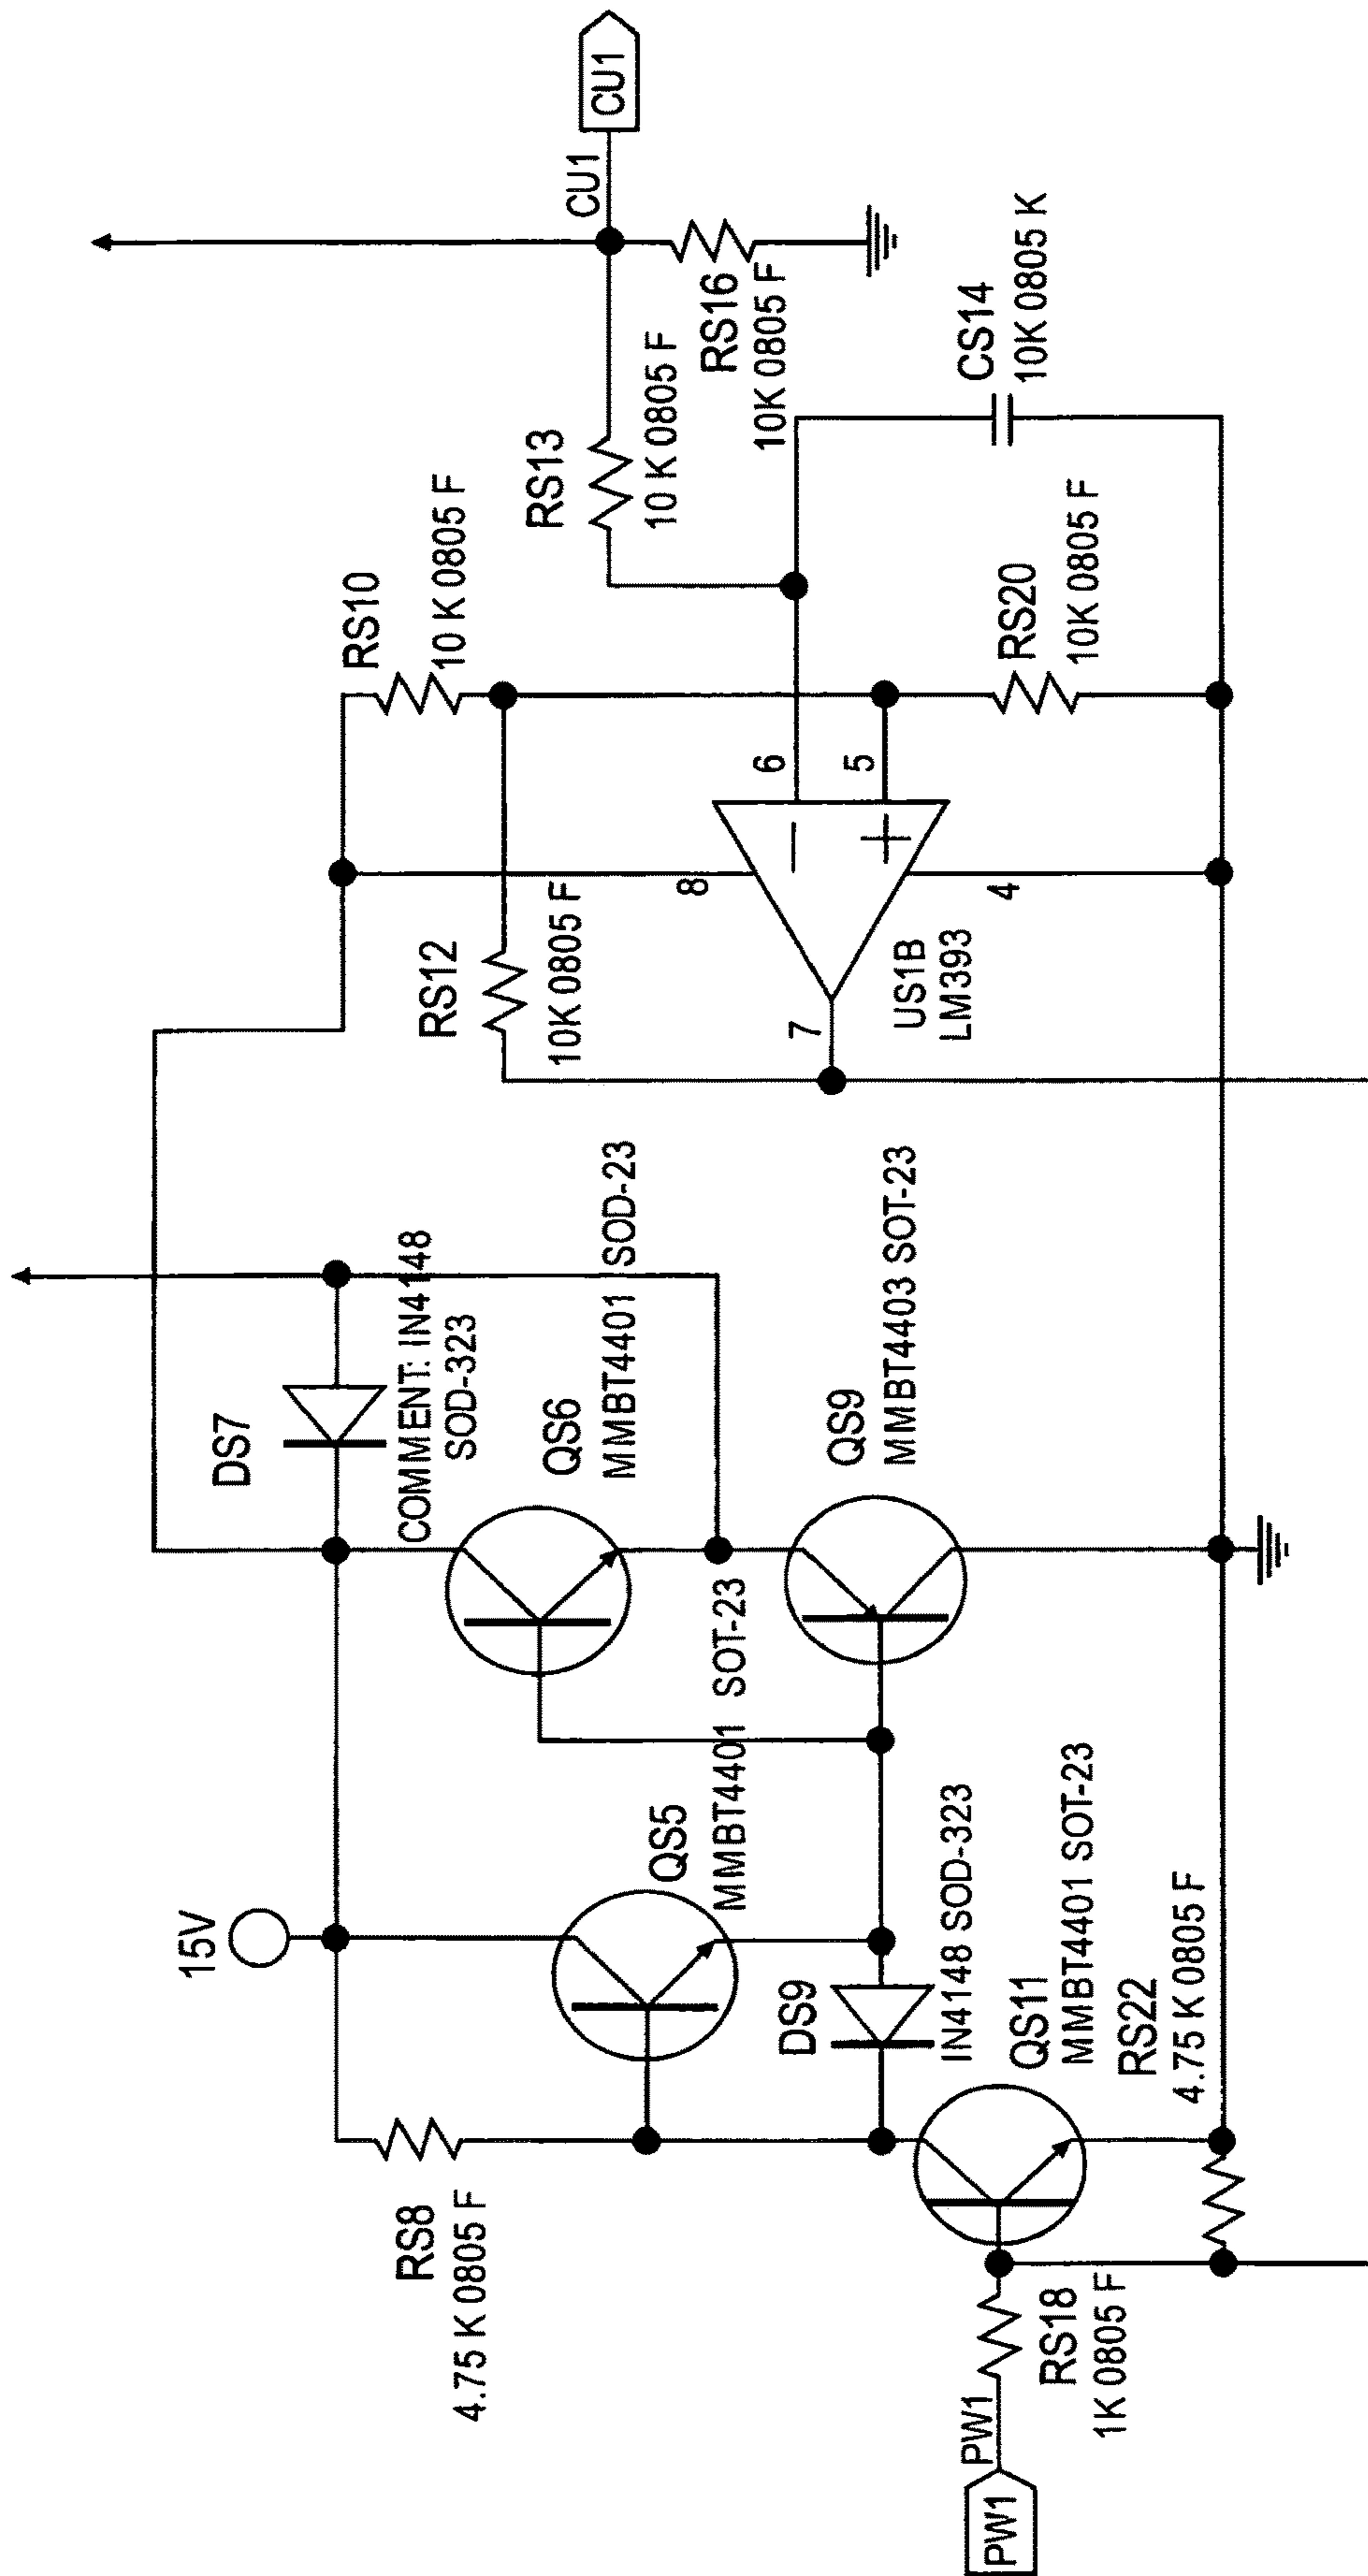 15V
RS8
4.75 K 0805 F
PW1
PW1
RS18
1K 0805 F
QS5
MMBT4401 SOT-23
DS9
IN4148 SOD-323
QS11
MMBT4401 SOT-23
RS22
4.75 K 0805 F
DS7
COMMENT: IN4148
SOD-323
QS6
MMBT4401 SOD-23
QS9
MMBT4403 SOT-23
RS10
10 K 0805 F
RS12
10K 0805 F
8
6
5
7
4
US1B
LM393
RS13
10 K 0805 F
RS20
10K 0805 F
CU1
CU1
RS16
10K 0805 F
CS14
10K 0805 K